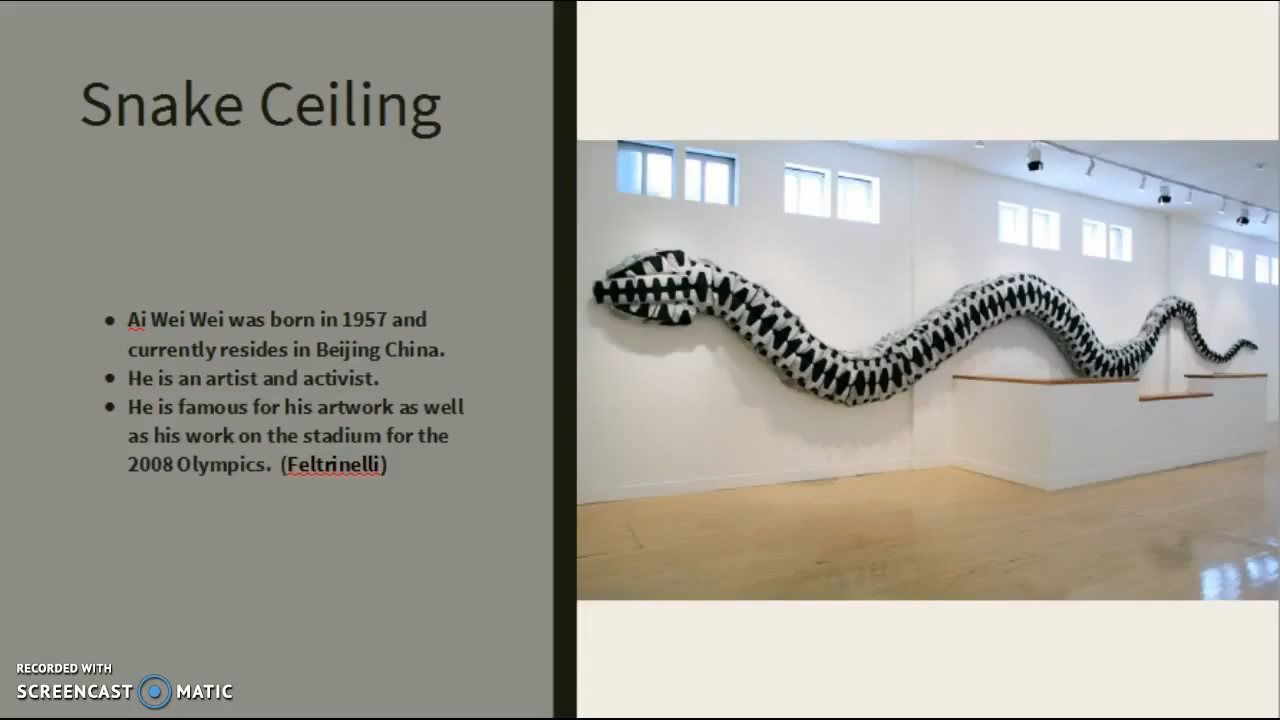 Snake Ceiling
● Ai Wei Wei was born in 1957 and
currently resides in Beijing China.
● He is an artist and activist.
● He is famous for his artwork as well
as his work on the stadium for the
2008 Olympics. (Feltrinelli)
RECORDED WITH
SCREENCAST MATIC